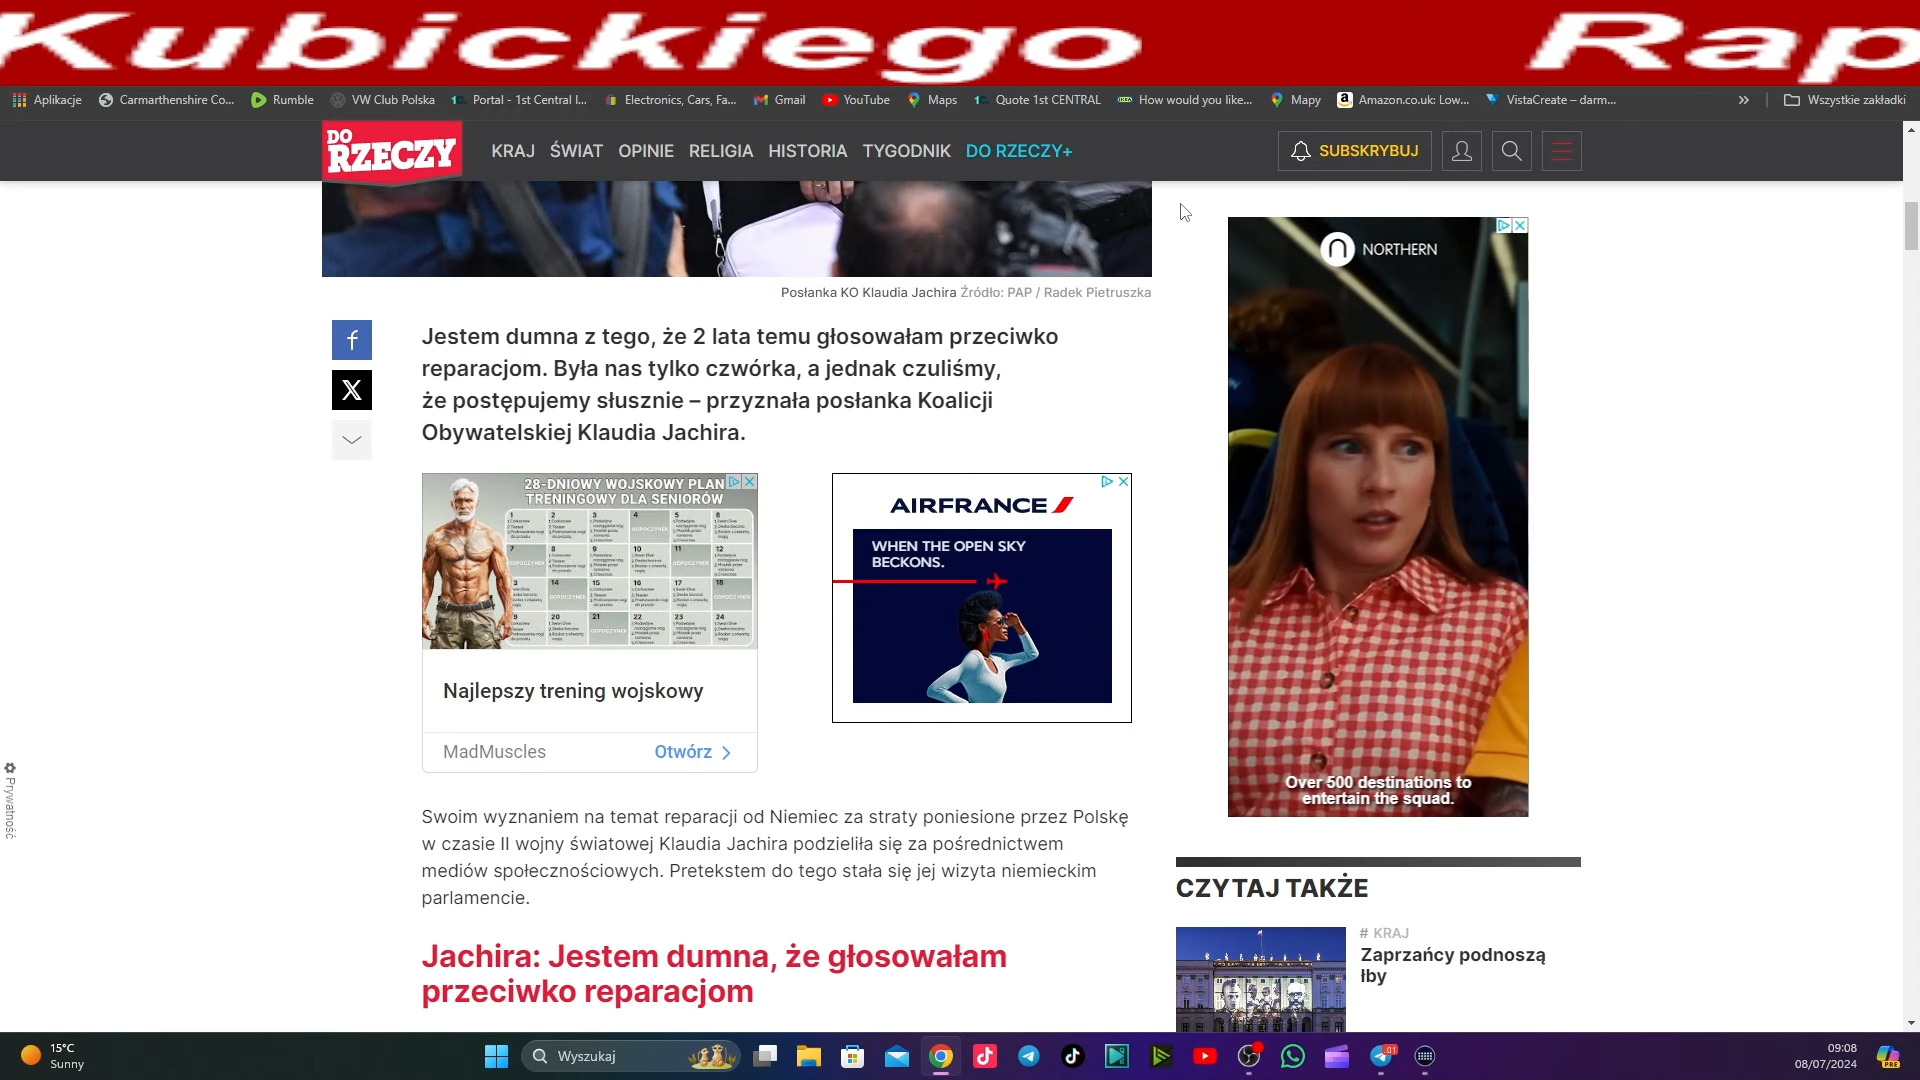 Kubickiego Rap
Aplikacje Carmarthenshire Co... Rumble VW Club Polska Portal - 1st Central I... Electronics, Cars, Fa... Gmail YouTube Maps Quote 1st CENTRAL How would you like... Mapy Amazon.co.uk: Low... VistaCreate – darm... » Wszystkie zakładki
DO RZECZY KRAJ ŚWIAT OPINIE RELIGIA HISTORIA TYGODNIK DO RZECZY+ SUBSKRYBUJ
NORTHERN
Posłanka KO Klaudia Jachira Źródło: PAP / Radek Pietruszka
Jestem dumna z tego, że 2 lata temu głosowałam przeciwko
reparacjom. Była nas tylko czwórka, a jednak czuliśmy,
że postępujemy słusznie – przyznała posłanka Koalicji
Obywatelskiej Klaudia Jachira.
28-DNIOWY WOJSKOWY PLAN
TRENINGOWY DLA SENIORÓW
Najlepszy trening wojskowy
MadMuscles Otwórz
AIRFRANCE
WHEN THE OPEN SKY
BECKONS.
Over 500 destinations to
entertain the squad.
Prywatność
Swoim wyznaniem na temat reparacji od Niemiec za straty poniesione przez Polskę
w czasie II wojny światowej Klaudia Jachira podzieliła się za pośrednictwem
mediów społecznościowych. Pretekstem do tego stała się jej wizyta niemieckim
parlamencie.
Jachira: Jestem dumna, że głosowałam
przeciwko reparacjom
CZYTAJ TAKŻE
# KRAJ
Zaprzańcy podnoszą
łby
15°C
Sunny
Wyszukaj
09:08
08/07/2024